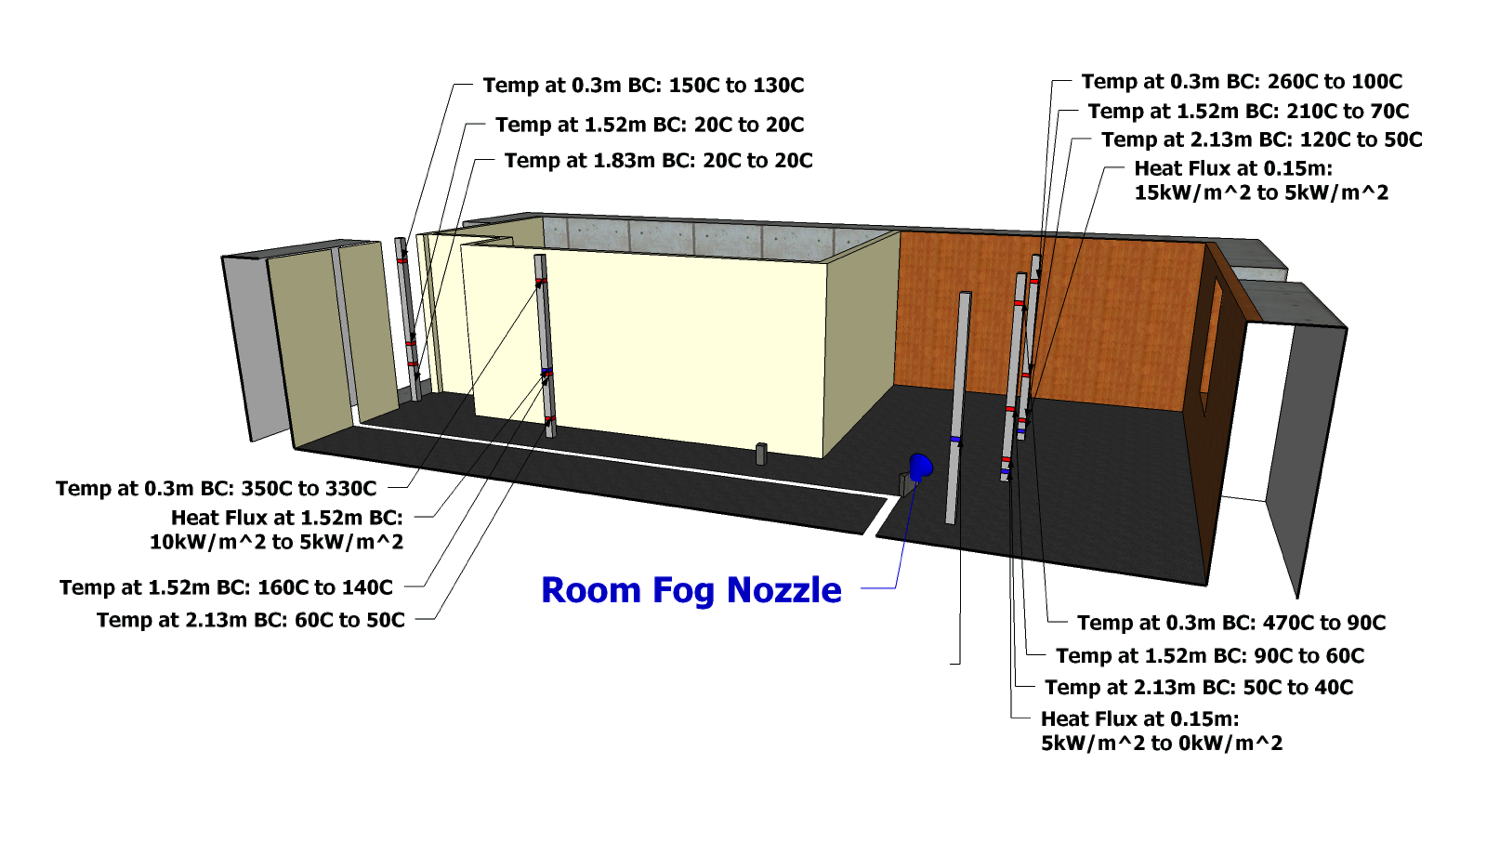 Temp at 0.3m BC: 150C to 130C
Temp at 1.52m BC: 20C to 20C
Temp at 1.83m BC: 20C to 20C
Temp at 0.3m BC: 260C to 100C
Temp at 1.52m BC: 210C to 70C
Temp at 2.13m BC: 120C to 50C
Heat Flux at 0.15m:
15kW/m^2 to 5kW/m^2
Temp at 0.3m BC: 350C to 330C
Heat Flux at 1.52m BC:
10kW/m^2 to 5kW/m^2
Temp at 1.52m BC: 160C to 140C
Temp at 2.13m BC: 60C to 50C
Room Fog Nozzle
Temp at 0.3m BC: 470C to 90C
Temp at 1.52m BC: 90C to 60C
Temp at 2.13m BC: 50C to 40C
Heat Flux at 0.15m:
5kW/m^2 to 0kW/m^2